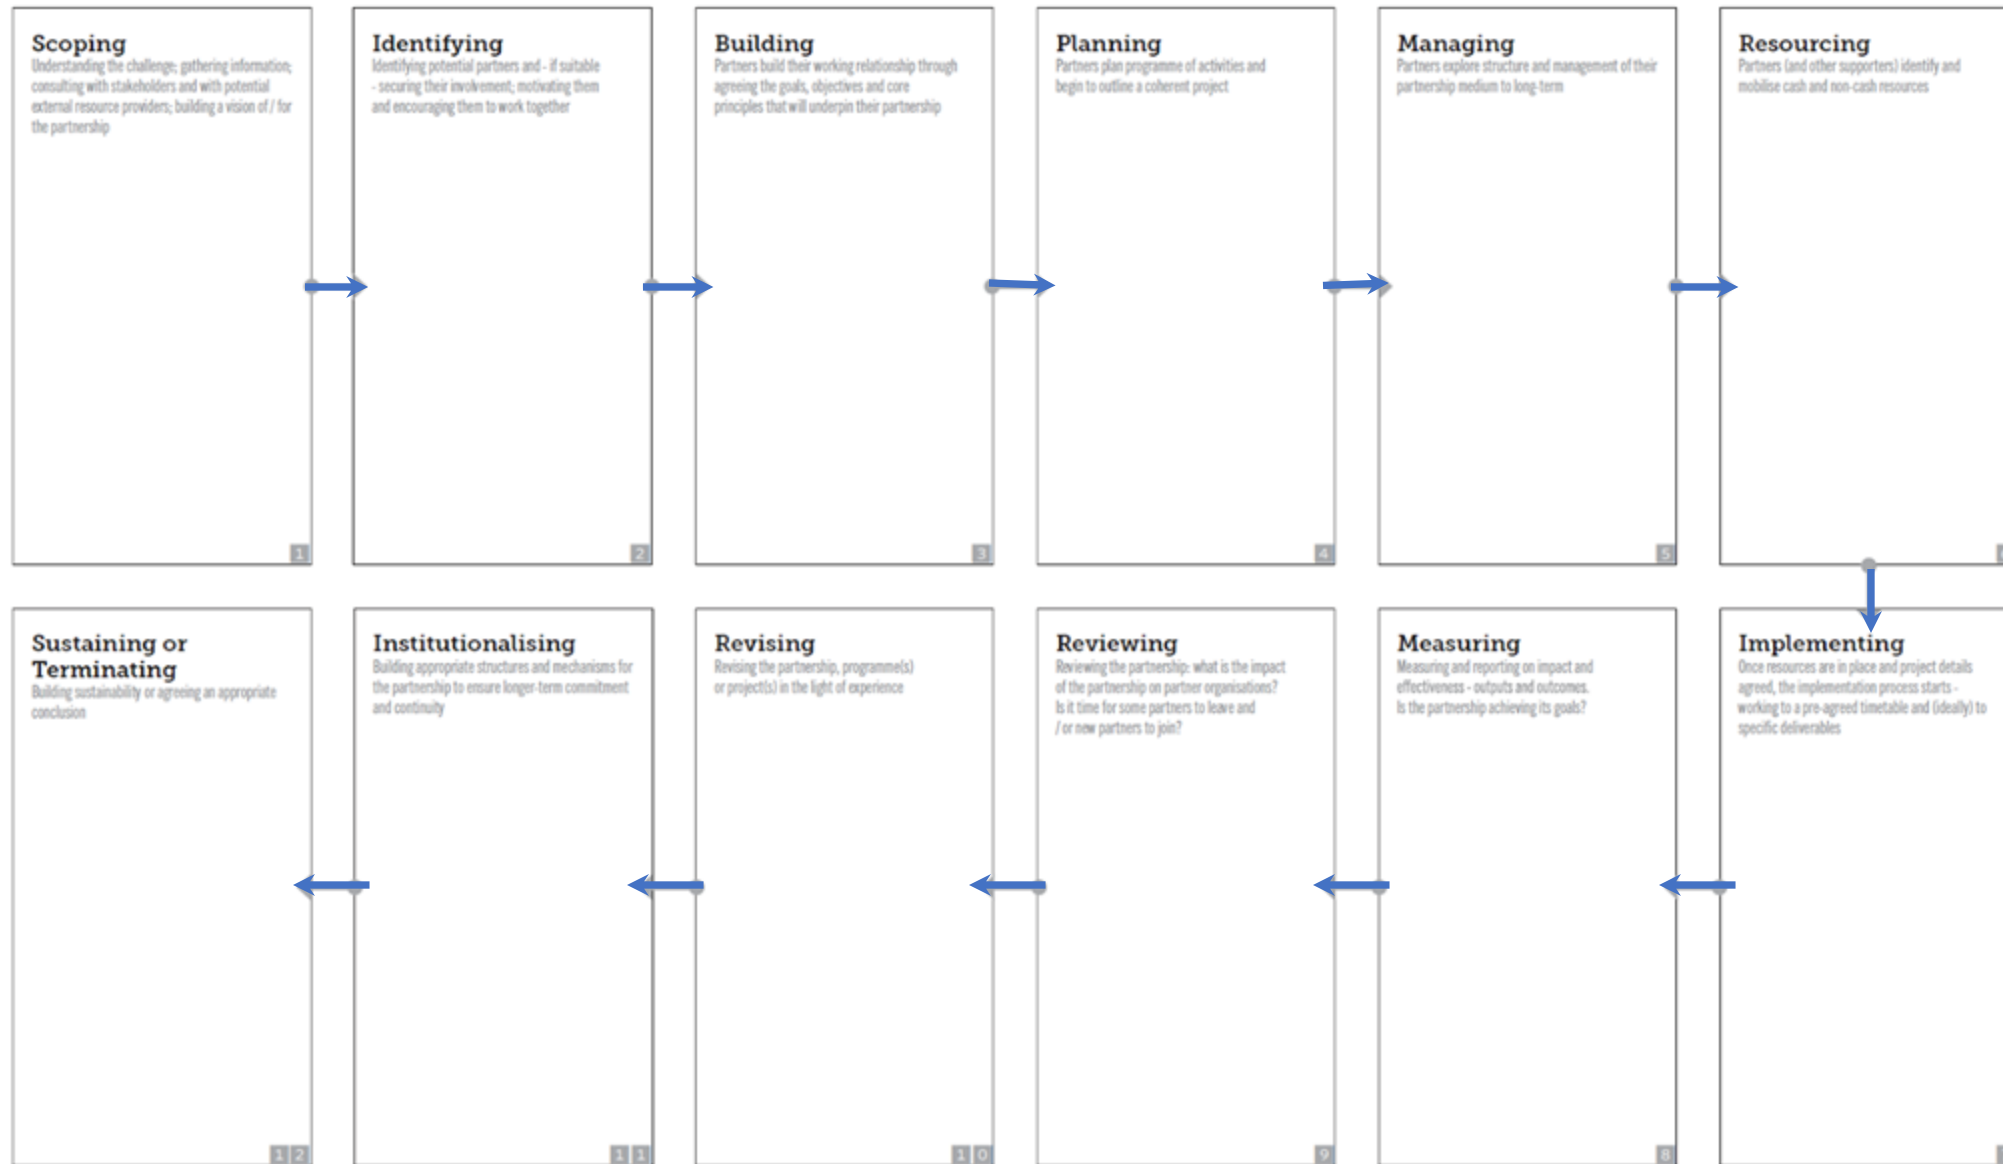 Scoping
Understanding the challenge; gathering information;
consulting with stakeholders and with potential
external resource providers; building a vision of / for
the partnership
1
Identifying
Identifying potential partners and - if suitable
- securing their involvement; motivating them
and encouraging them to work together
2
Building
Partners build their working relationship through
agreeing the goals, objectives and core
principles that will underpin their partnership
3
Planning
Partners plan programme of activities and
begin to outline a coherent project
4
Managing
Partners explore structure and management of their
partnership medium to long-term
5
Resourcing
Partners (and other supporters) identify and
mobilise cash and non-cash resources
Sustaining or
Terminating
Building sustainability or agreeing an appropriate
conclusion
12
Institutionalising
Building appropriate structures and mechanisms for
the partnership to ensure longer-term commitment
and continuity
11
Revising
Revising the partnership, programme(s)
or project(s) in the light of experience
10
Reviewing
Reviewing the partnership: what is the impact
of the partnership on partner organisations?
Is it time for some partners to leave and
/ or new partners to join?
9
Measuring
Measuring and reporting on impact and
effectiveness - outputs and outcomes.
Is the partnership achieving its goals?
8
Implementing
Once resources are in place and project details
agreed, the implementation process starts -
working to a pre-agreed timetable and (ideally) to
specific deliverables